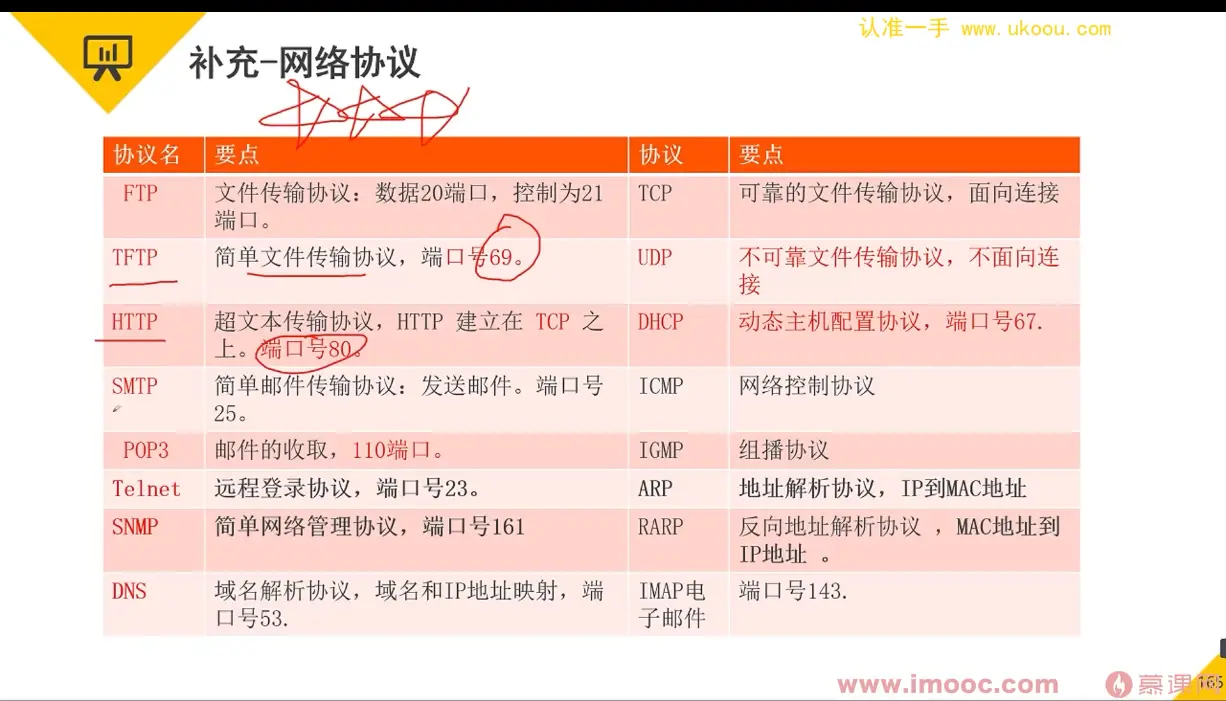 认准一手 www.ukoou.com
补充-网络协议
协议名 要点 协议 要点
FTP 文件传输协议：数据20端口，控制为21 TCP 可靠的文件传输协议，面向连接
端口。
TFTP 简单文件传输协议，端口号69。 UDP 不可靠文件传输协议，不面向连
接
HTTP 超文本传输协议，HTTP 建立在 TCP 之 DHCP 动态主机配置协议，端口号67.
上。端口号80。
SMTP 简单邮件传输协议：发送邮件。端口号 ICMP 网络控制协议
25。
POP3 邮件的收取，110端口。 IGMP 组播协议
Telnet 远程登录协议，端口号23。 ARP 地址解析协议，IP到MAC地址
SNMP 简单网络管理协议，端口号161 RARP 反向地址解析协议 ，MAC地址到
IP地址 。
DNS 域名解析协议，域名和IP地址映射，端 IMAP电 端口号143.
口号53. 子邮件
www.imooc.com 慕课网
165